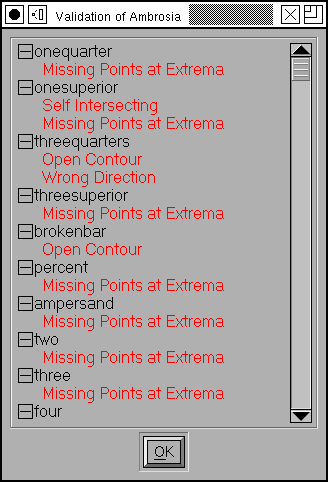 Validation of Ambrosia
onequarter
Missing Points at Extrema
onesuperior
Self Intersecting
Missing Points at Extrema
threequarters
Open Contour
Wrong Direction
threesuperior
Missing Points at Extrema
brokenbar
Open Contour
percent
Missing Points at Extrema
ampersand
Missing Points at Extrema
two
Missing Points at Extrema
three
Missing Points at Extrema
four
OK